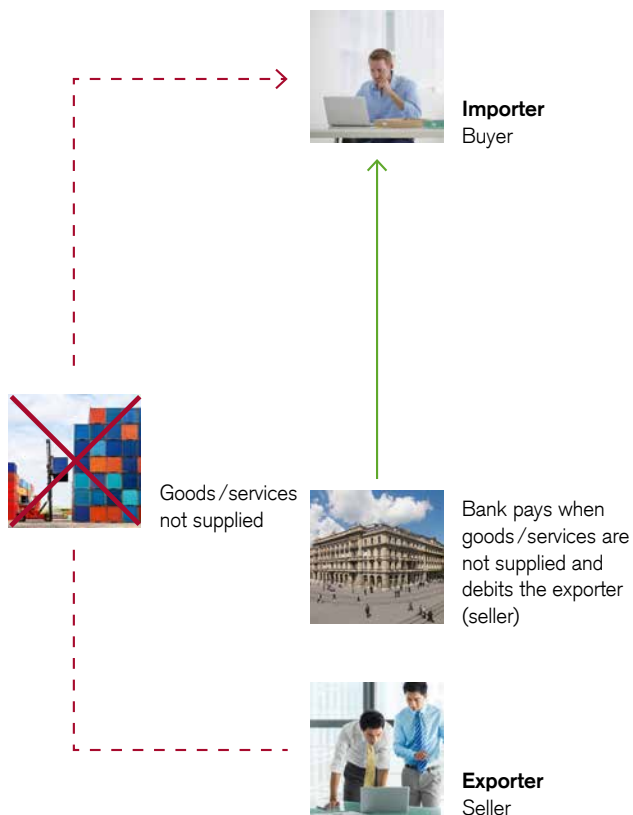 Importer
Buyer
Goods/services
not supplied
Bank pays when
goods/services are
not supplied and
debits the exporter
(seller)
Exporter
Seller